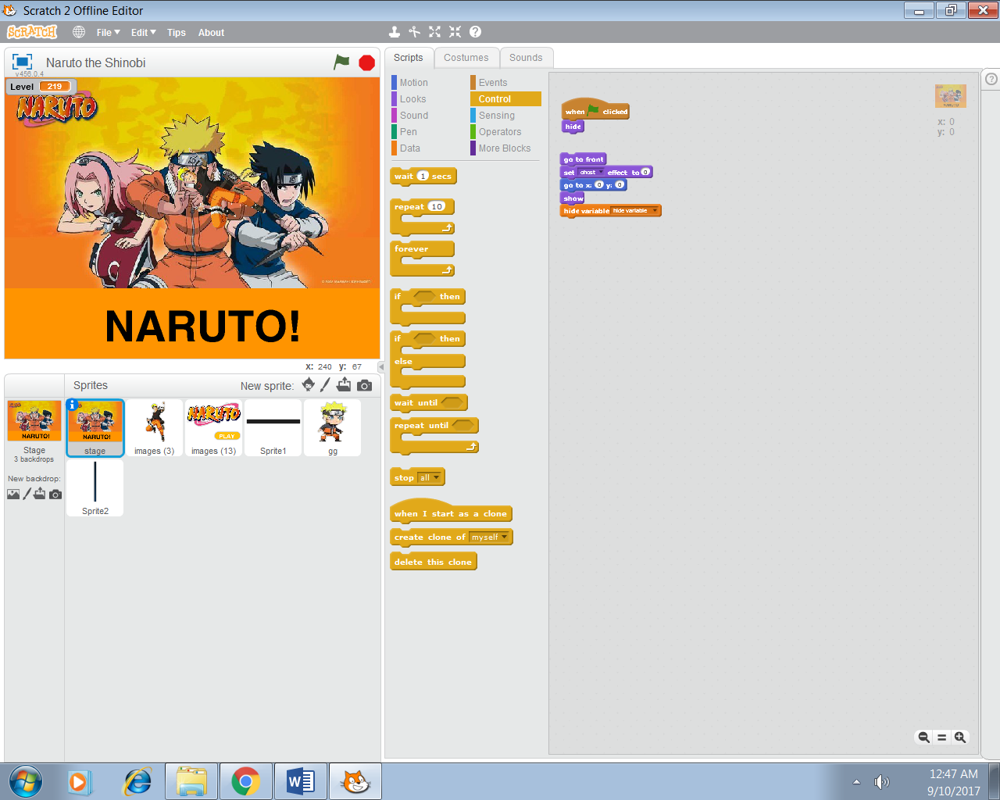 Scratch 2 Offline Editor
SCRATCH File Edit Tips About
Naruto the Shinobi
v456.0.4
Level 219
NARUTO
NARUTO!
x: 240 y: 67
Sprites New sprite:
Stage
3 backdrops
New backdrop:
stage
images (3)
NARUTO
PLAY
images (13)
Sprite1
gg
Sprite2
Scripts Costumes Sounds
Motion Events
Looks Control
Sound Sensing
Pen Operators
Data More Blocks
wait 1 secs
repeat 10
forever
if then
if then
else
wait until
repeat until
stop all
when I start as a clone
create clone of myself
delete this clone
when clicked
hide
go to front
set ghost effect to 0
go to x: 0 y: 0
show
hide variable hide variable
x: 0
y: 0
12:47 AM
9/10/2017